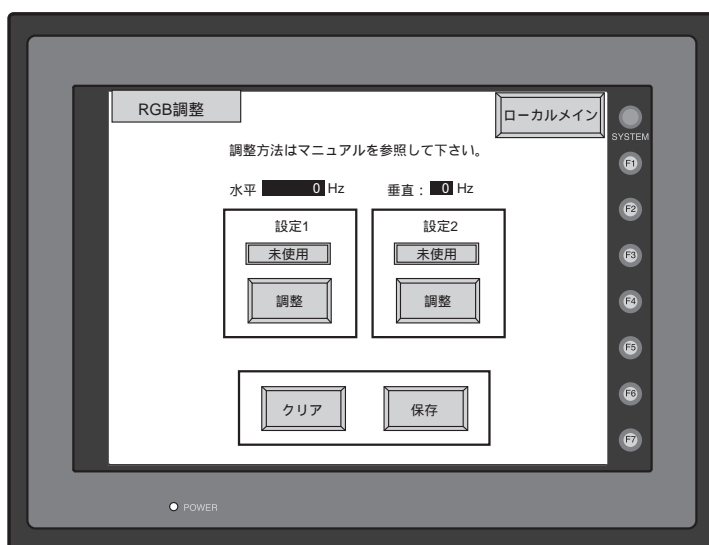 RGB調整
ローカルメイン
SYSTEM
調整方法はマニュアルを参照して下さい。
F1
水平 0 Hz 垂直： 0 Hz
F2
設定1 設定2
未使用 未使用
F3
調整 調整
F4
F5
クリア 保存
F6
F7
POWER